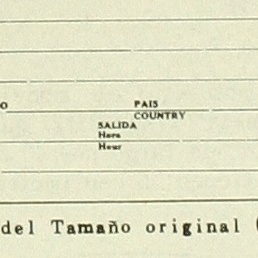 O PAIS
COUNTRY
SALIDA
Hora
Hour
del Tamaño original (